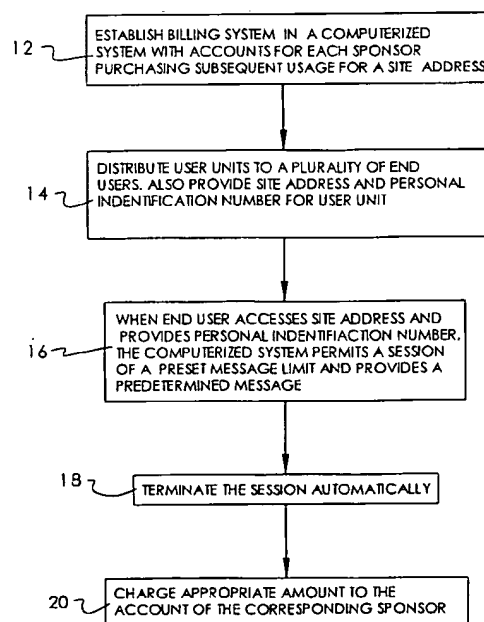 12
ESTABLISH BILLING SYSTEM IN A COMPUTERIZED
SYSTEM WITH ACCOUNTS FOR EACH SPONSOR
PURCHASING SUBSEQUENT USAGE FOR A SITE ADDRESS
14
DISTRIBUTE USER UNITS TO A PLURALITY OF END
USERS. ALSO PROVIDE SITE ADDRESS AND PERSONAL
INDENTIFICATION NUMBER FOR USER UNIT
16
WHEN END USER ACCESSES SITE ADDRESS AND
PROVIDES PERSONAL INDENTIFIACTION NUMBER,
THE COMPUTERIZED SYSTEM PERMITS A SESSION
OF A PRESET MESSAGE LIMIT AND PROVIDES A
PREDETERMINED MESSAGE
18
TERMINATE THE SESSION AUTOMATICALLY
20
CHARGE APPROPRIATE AMOUNT TO THE
ACCOUNT OF THE CORRESPONDING SPONSOR